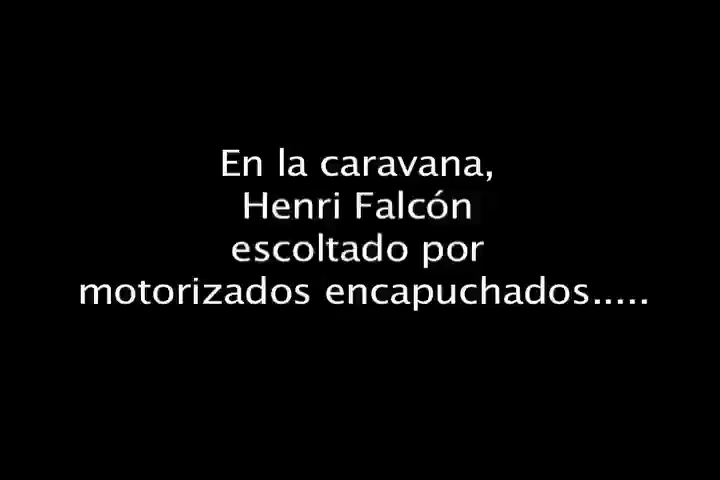 En la caravana,
Henri Falcón
escoltado por
motorizados encapuchados.....